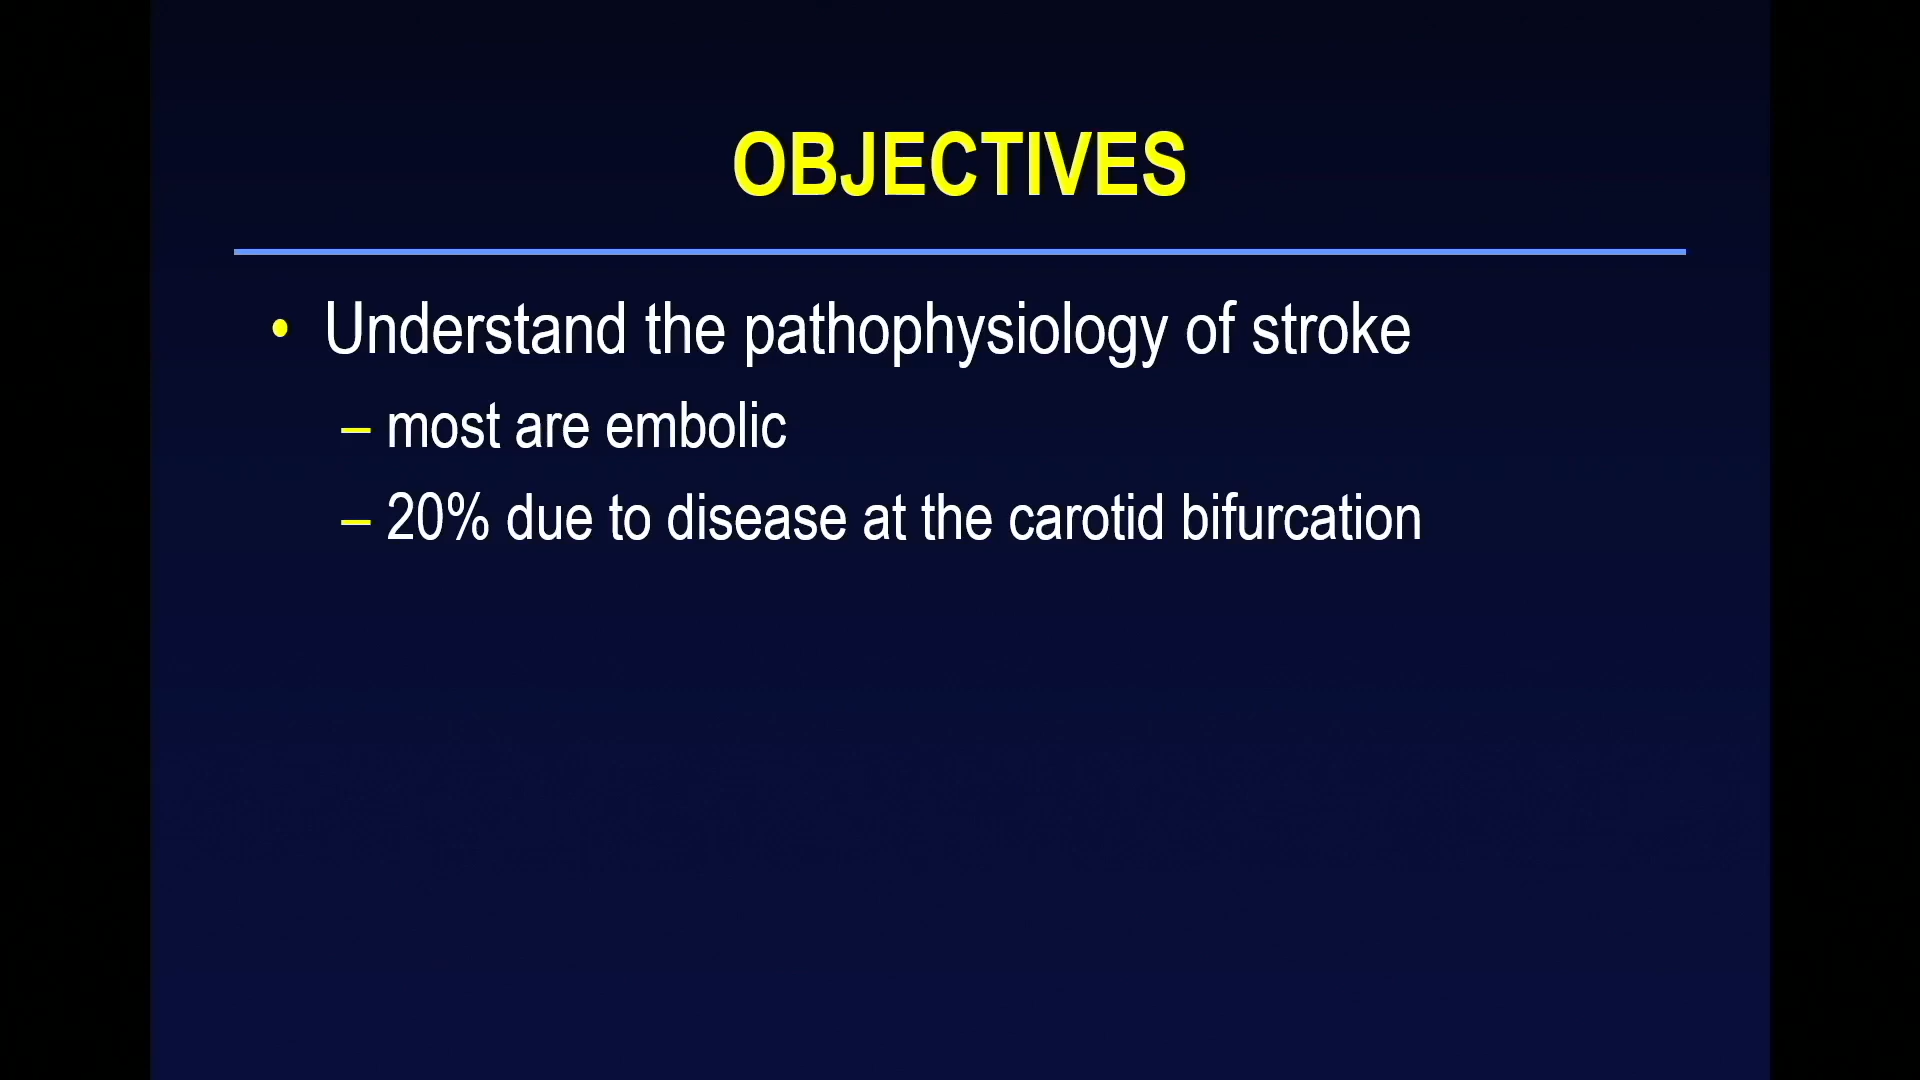 OBJECTIVES
• Understand the pathophysiology of stroke
– most are embolic
– 20% due to disease at the carotid bifurcation